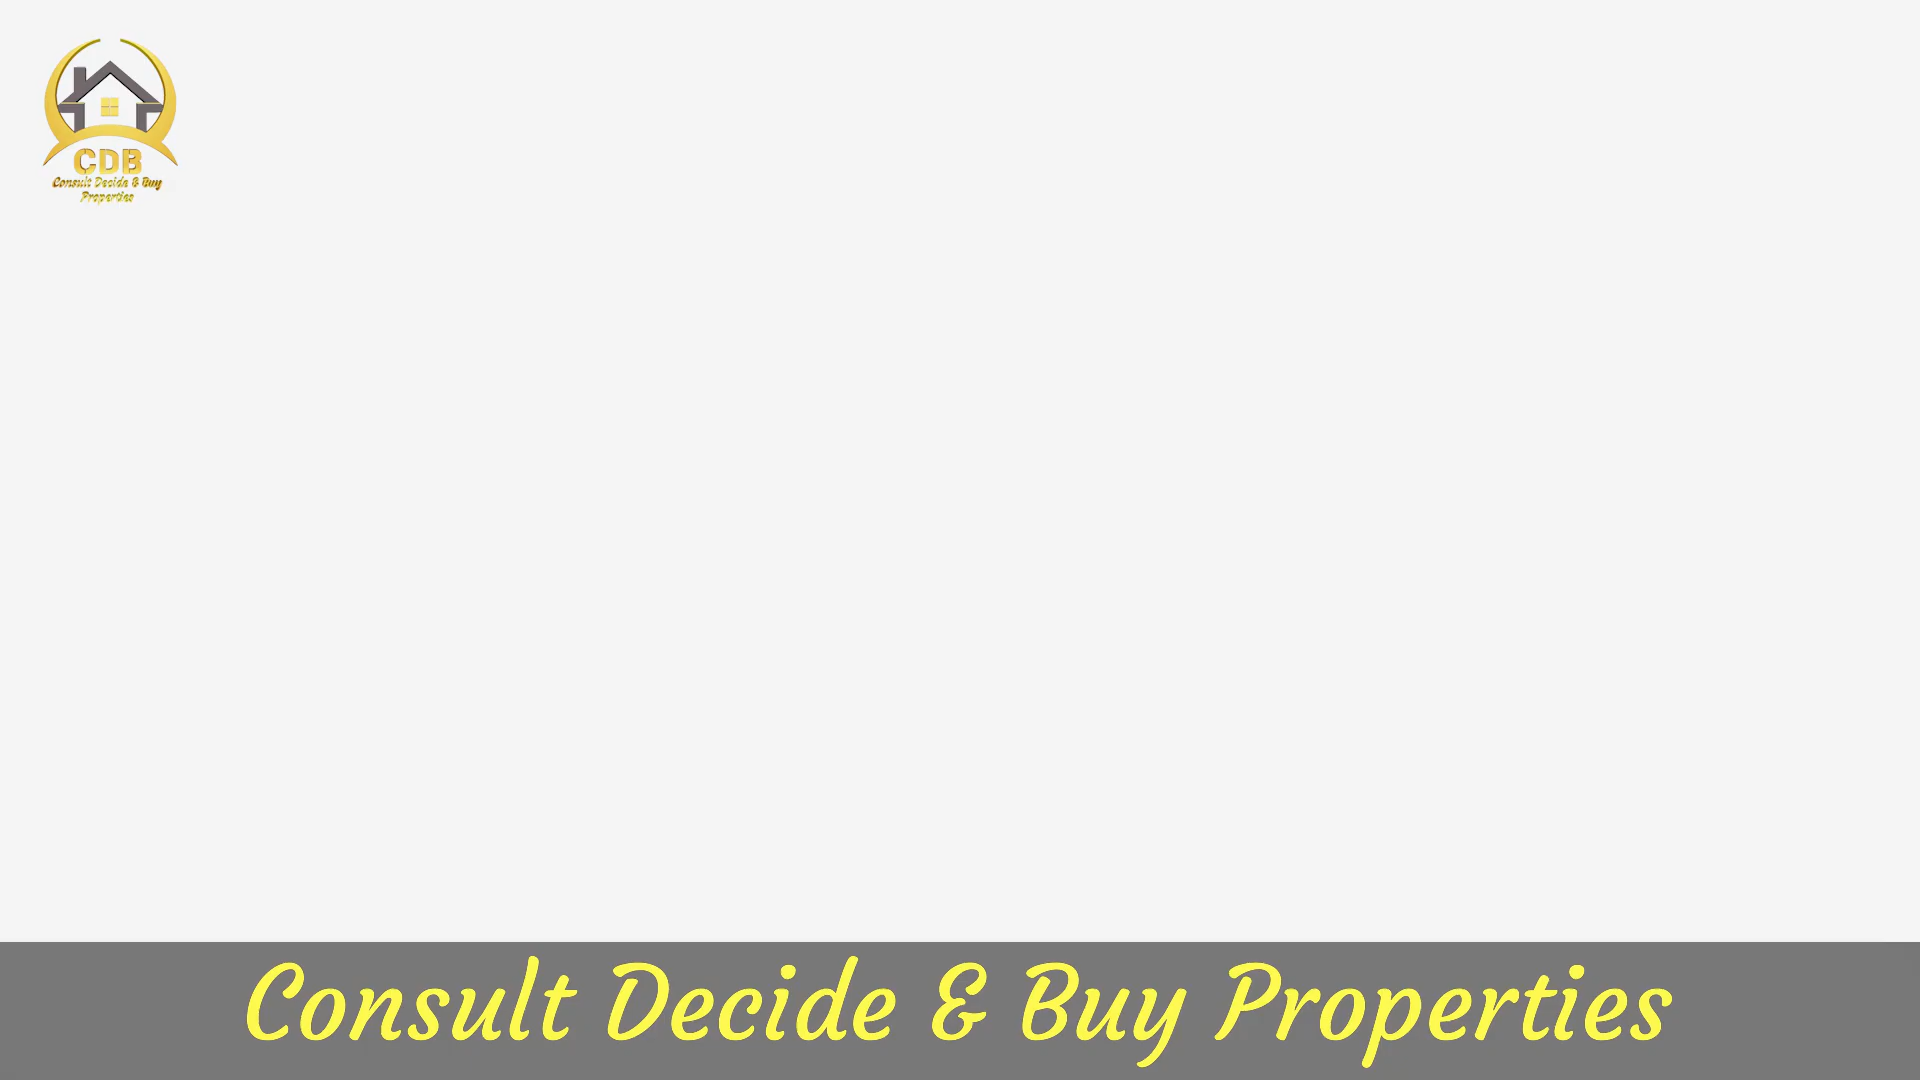 CDB
Consult Decide & Buy
Properties
Consult Decide & Buy Properties